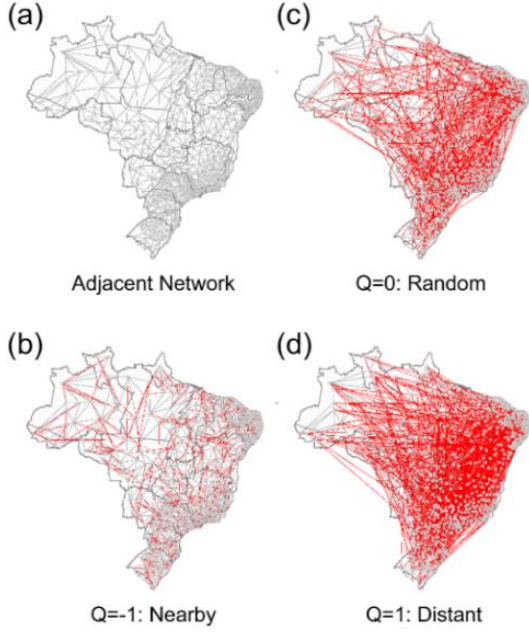 (a)
Adjacent Network
(c)
Q=0: Random
(b)
Q=-1: Nearby
(d)
Q=1: Distant